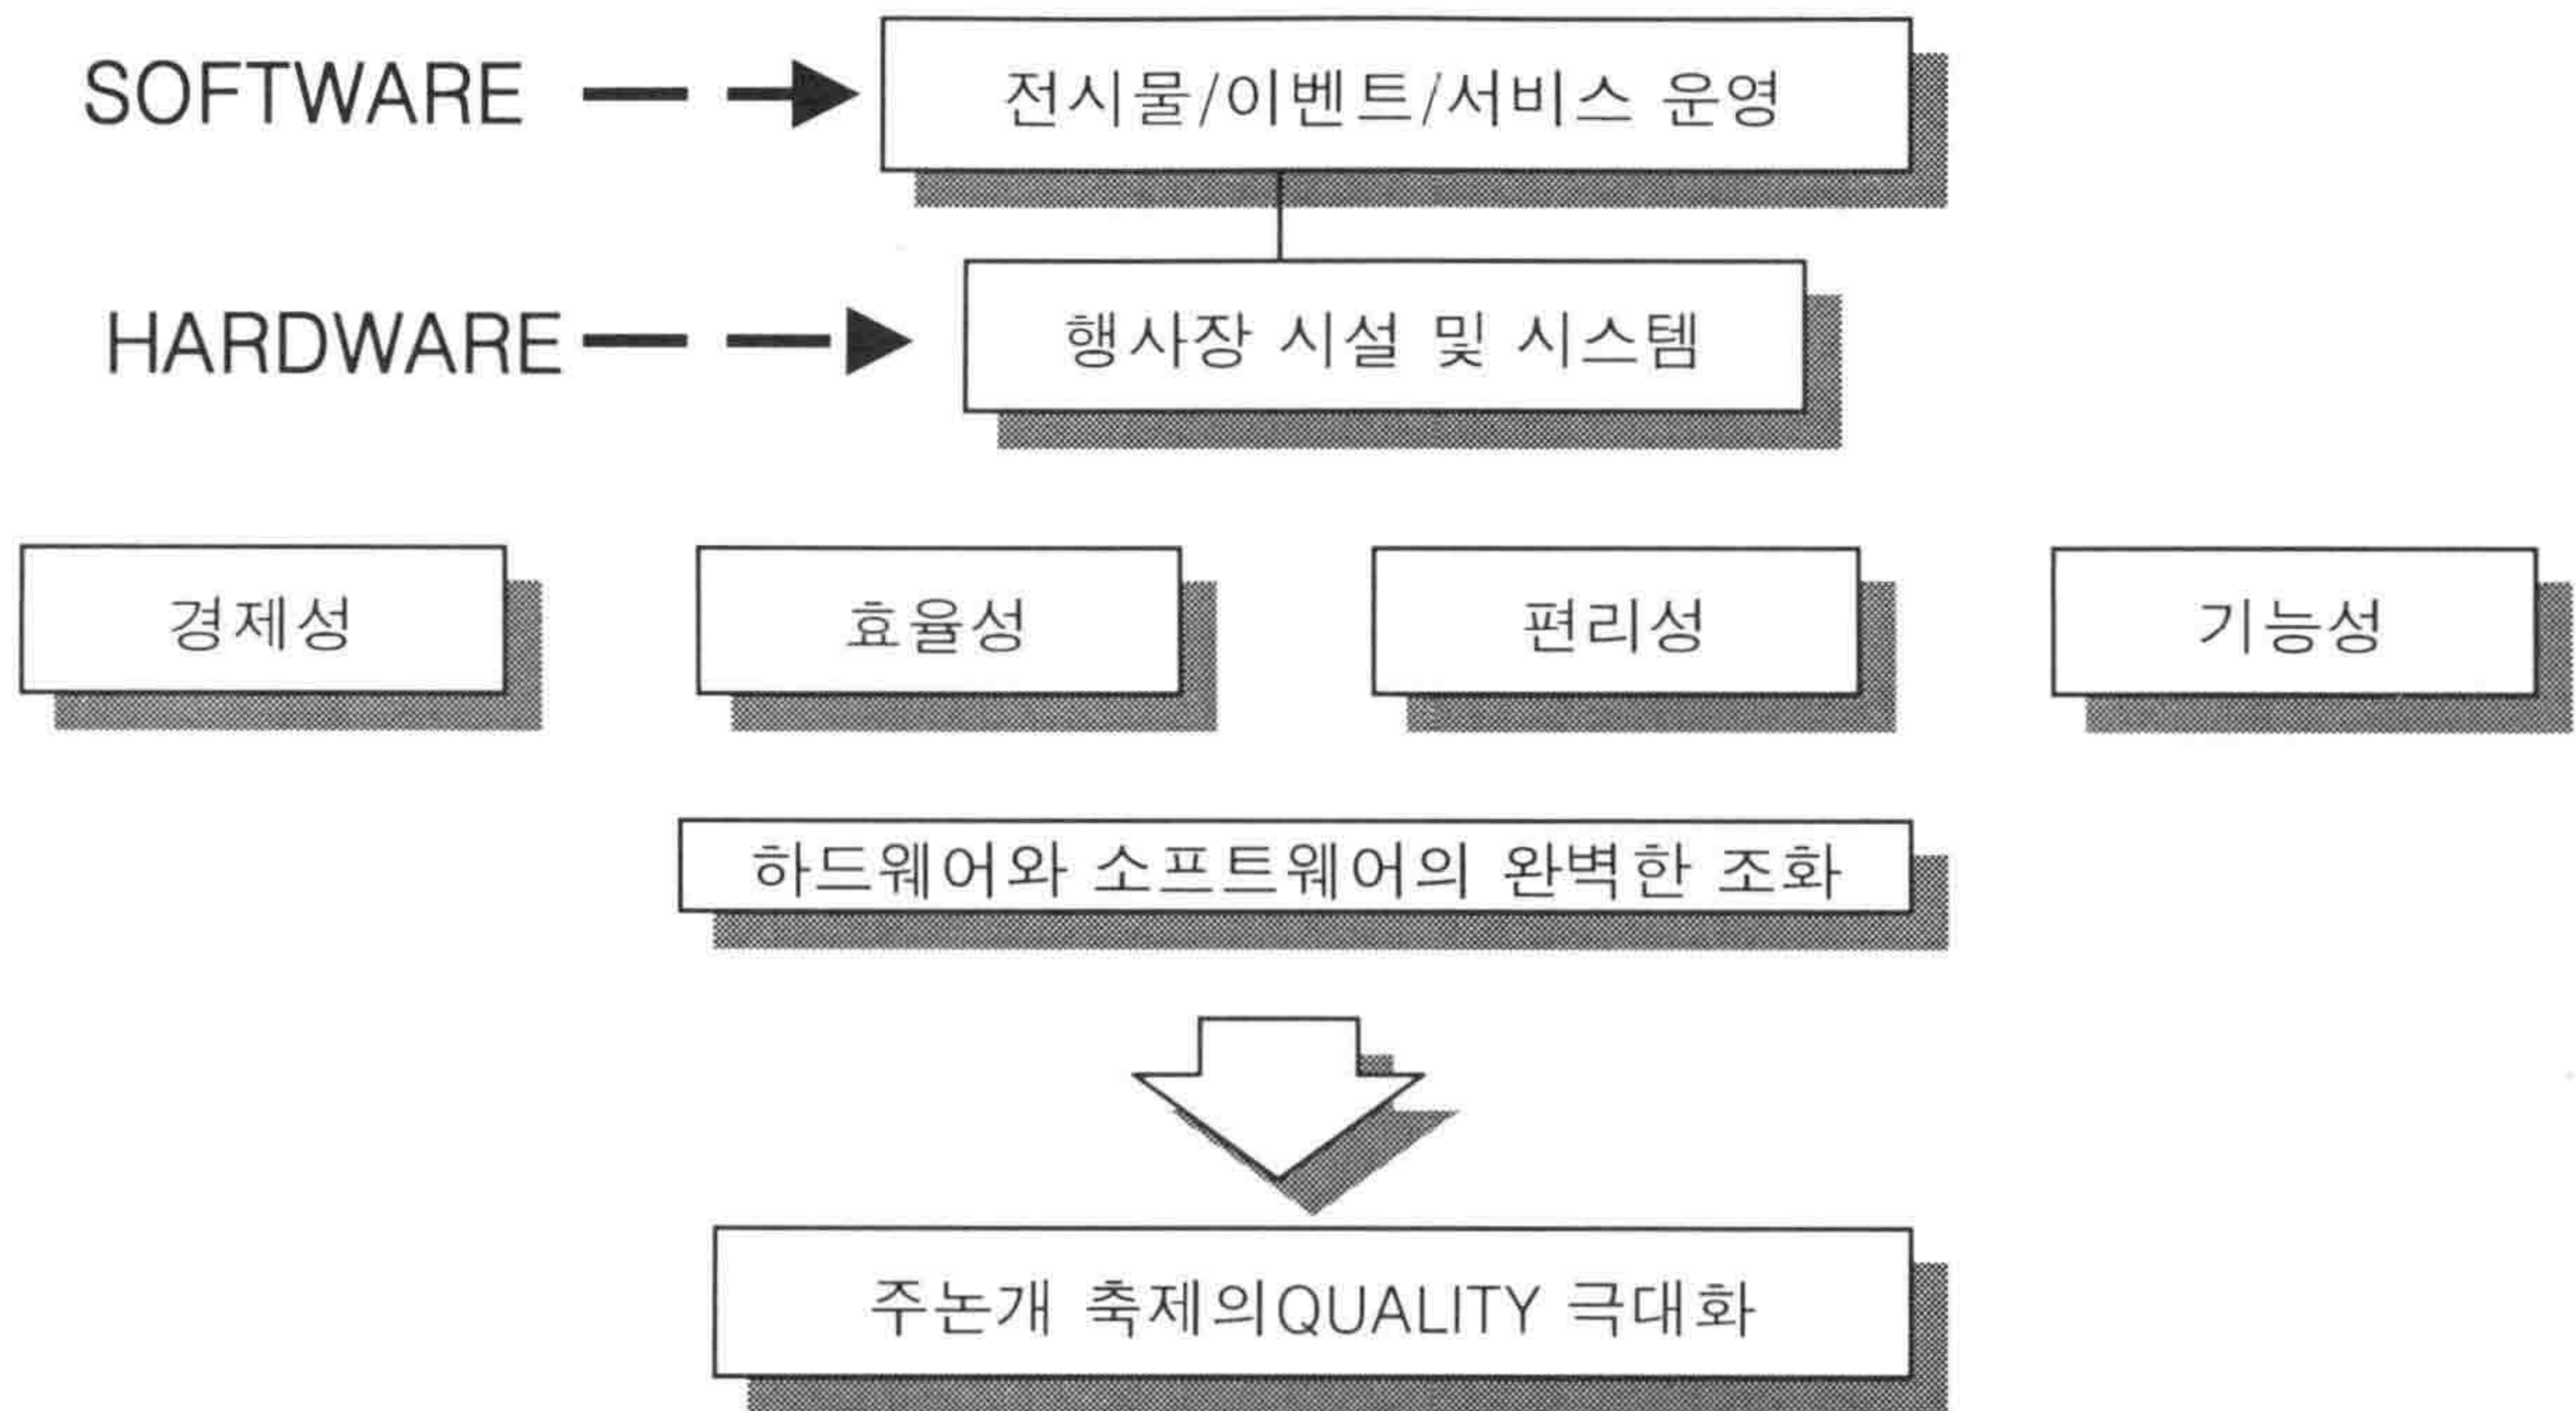 SOFTWARE 전시물/이벤트/서비스 운영
HARDWARE 행사장 시설 및 시스템
경제성 효율성 편리성 기능성
하드웨어와 소프트웨어의 완벽한 조화
주논개 축제의QUALITY 극대화